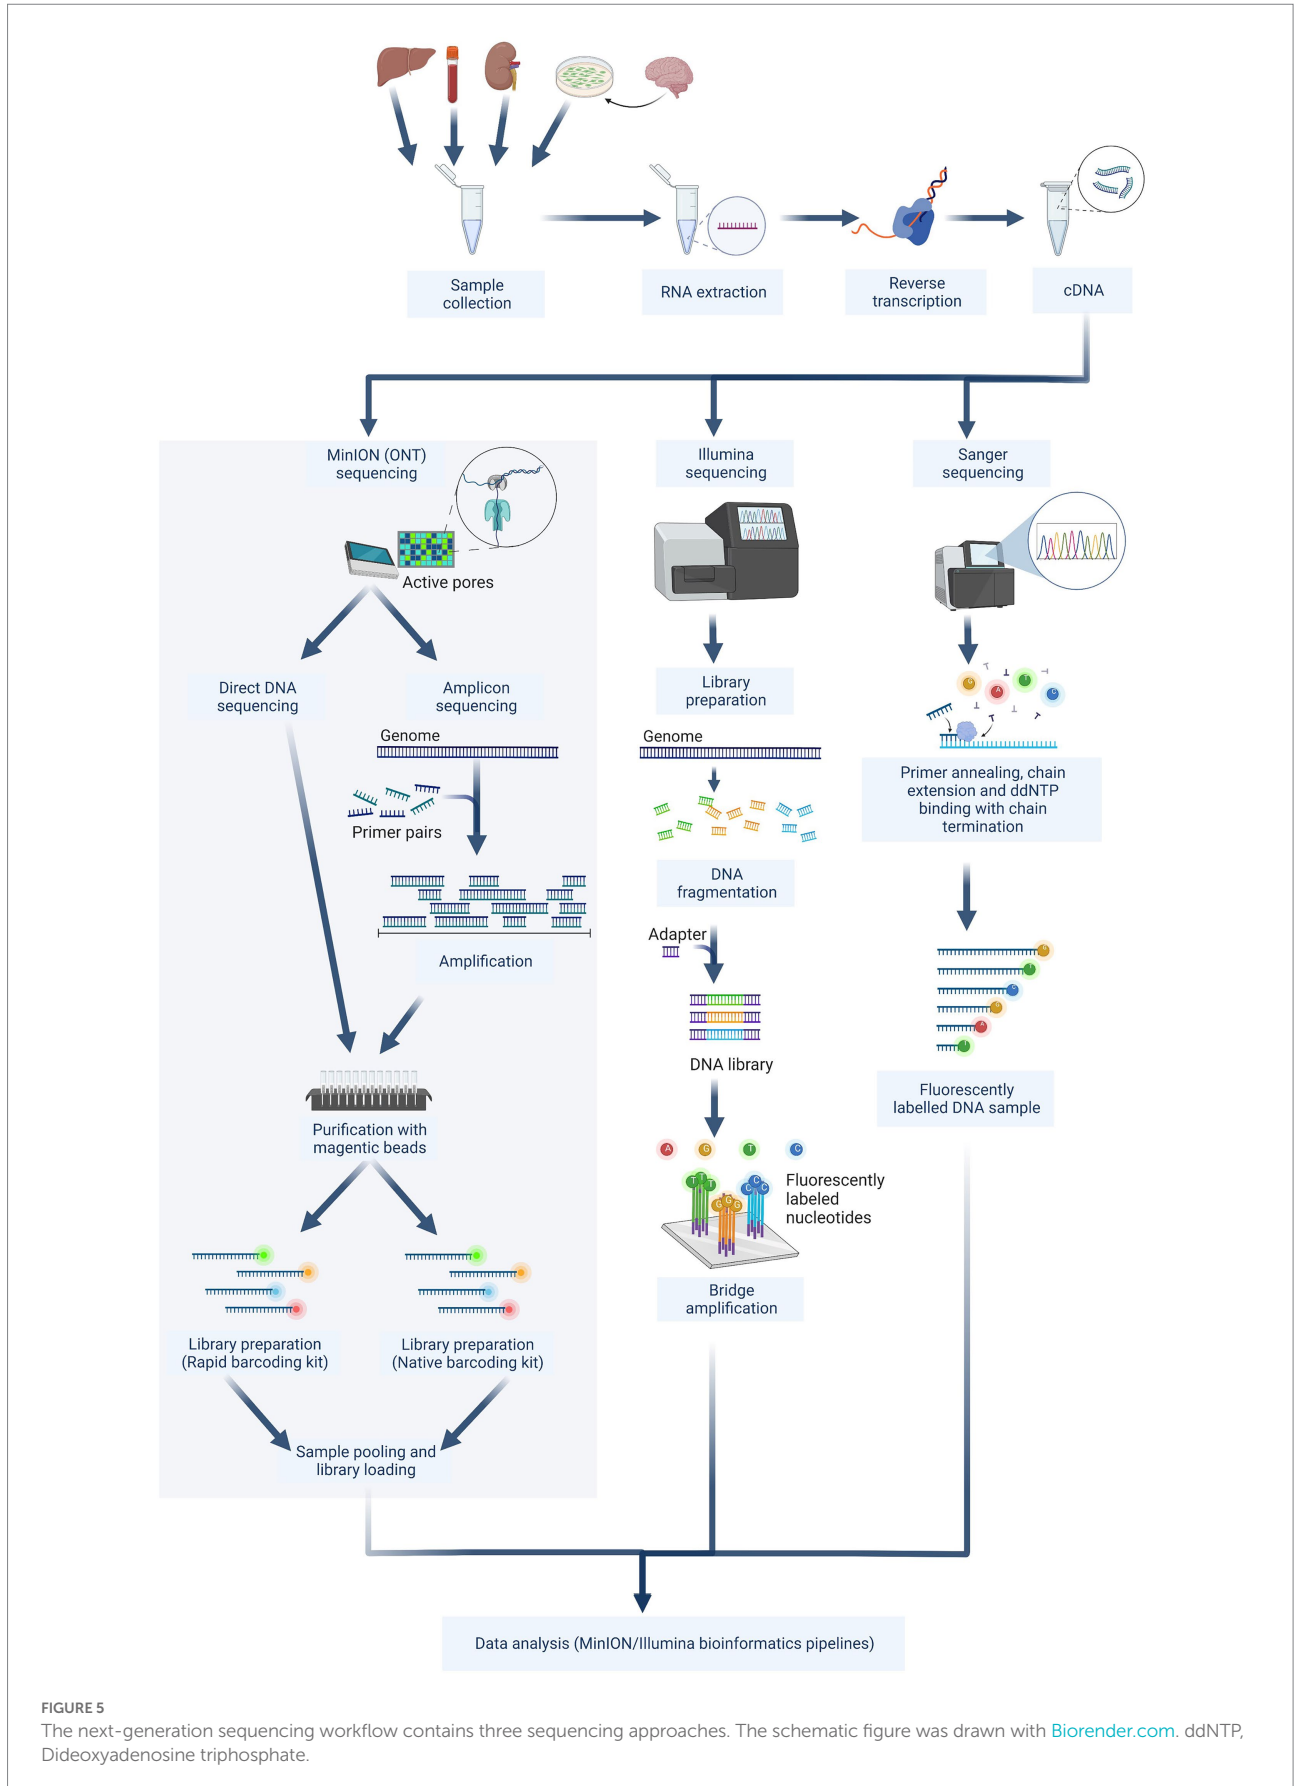 Sample
collection
RNA extraction
Reverse
transcription
cDNA
MinION (ONT)
sequencing
Active pores
Direct DNA
sequencing
Amplicon
sequencing
Genome
Primer pairs
Amplification
Purification with
magentic beads
Library preparation
(Rapid barcoding kit)
Library preparation
(Native barcoding kit)
Sample pooling and
library loading
Illumina
sequencing
Library
preparation
Genome
DNA
fragmentation
Adapter
DNA library
A G T C
T T T
G G G
C C C
Fluorescently
labeled
nucleotides
Bridge
amplification
Sanger
sequencing
G A T C
Primer annealing, chain
extension and ddNTP
binding with chain
termination
G
T
C
G
A
T
Fluorescently
labelled DNA sample
Data analysis (MinION/Illumina bioinformatics pipelines)
FIGURE 5
The next-generation sequencing workflow contains three sequencing approaches. The schematic figure was drawn with Biorender.com. ddNTP,
Dideoxyadenosine triphosphate.